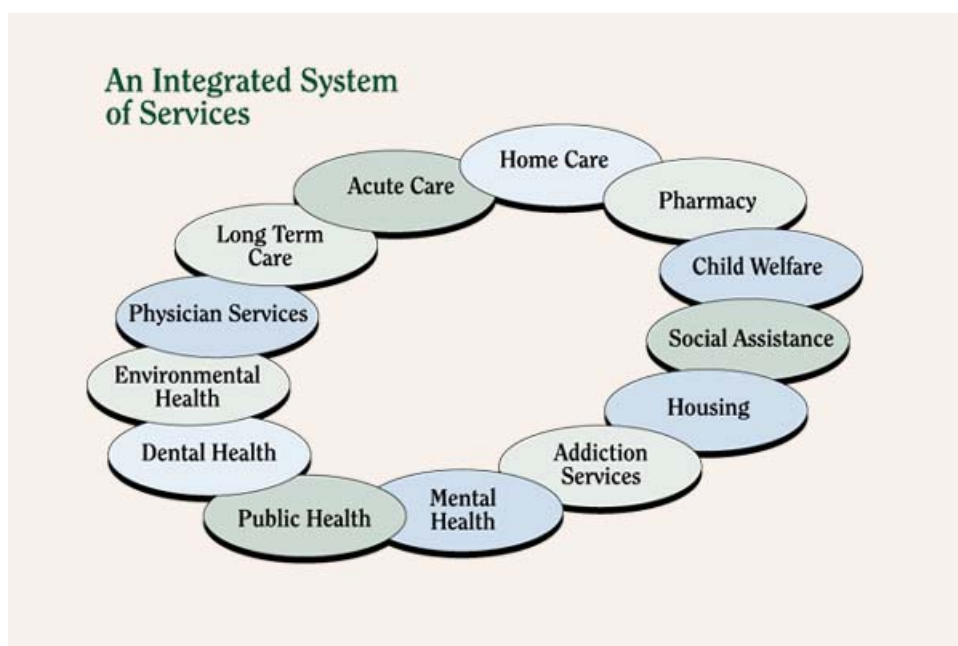 An Integrated System
of Services
Home Care
Acute Care
Pharmacy
Long Term
Care
Child Welfare
Physician Services
Social Assistance
Environmental
Health
Housing
Dental Health
Addiction
Services
Mental
Health
Public Health